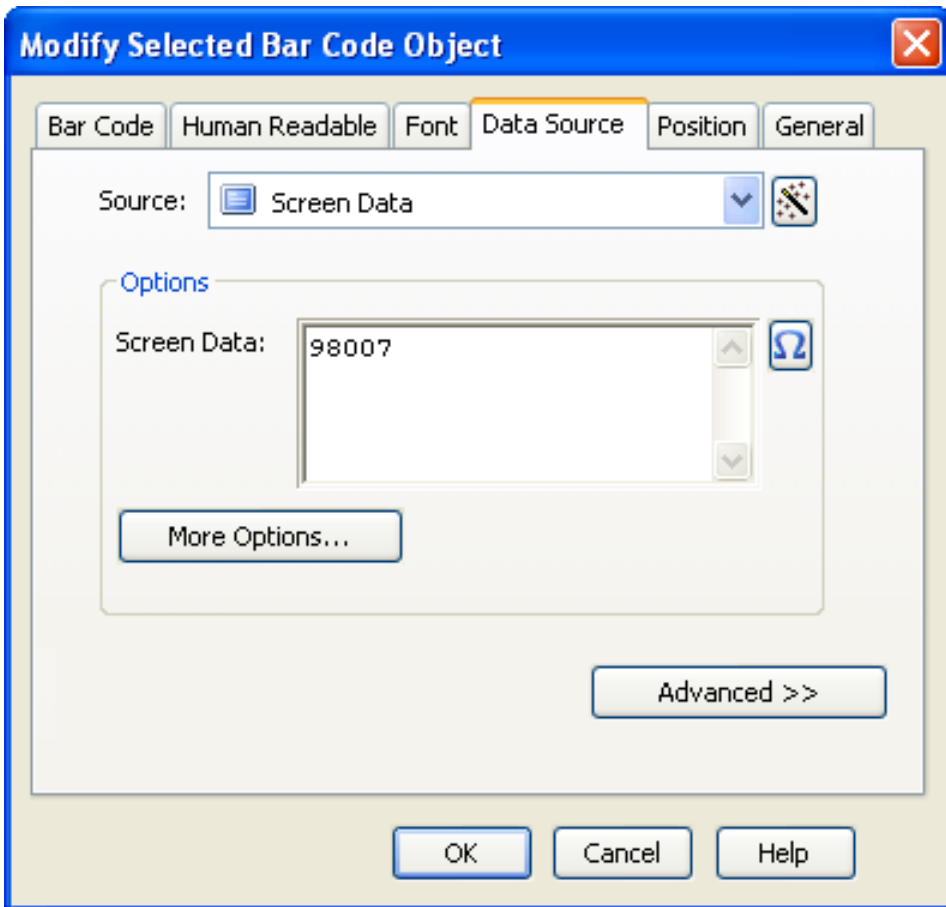 Modify Selected Bar Code Object
Bar Code Human Readable Font Data Source Position General
Source: Screen Data
Options
Screen Data: 98007
Ω
More Options...
Advanced >>
OK Cancel Help